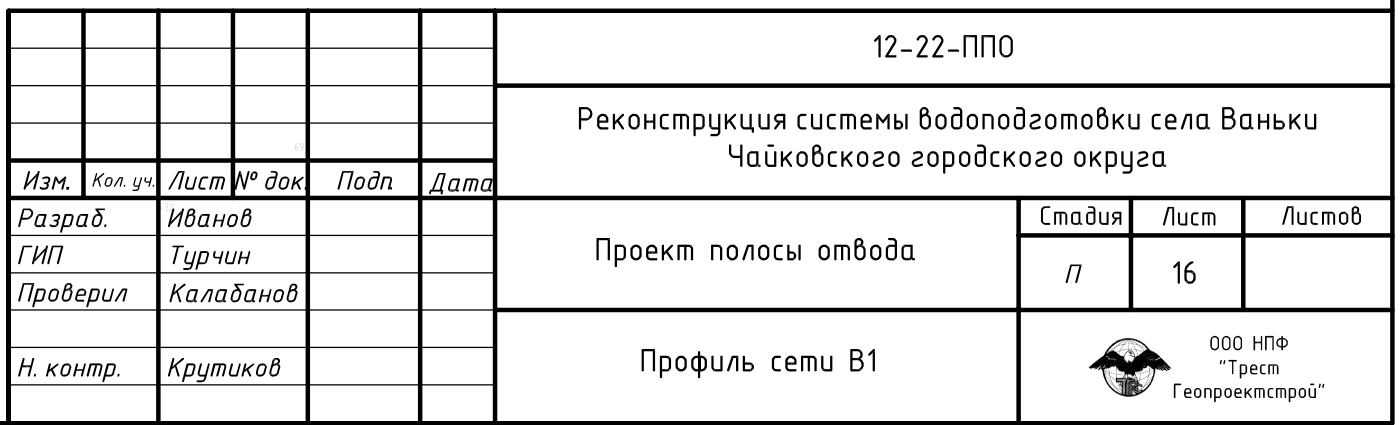 12-22-ППО
Реконструкция системы водоподготовки села Ваньки
Чайковского городского округа
Изм. Кол. уч. Лист № док. Подп. Дата
Разраб. Иванов
ГИП Турчин
Проверил Калабанов
Н. контр. Крутиков
Проект полосы отвода
Стадия Лист Листов
П 16
Профиль сети В1
ООО НПФ
"Трест
Геопроектстрой"